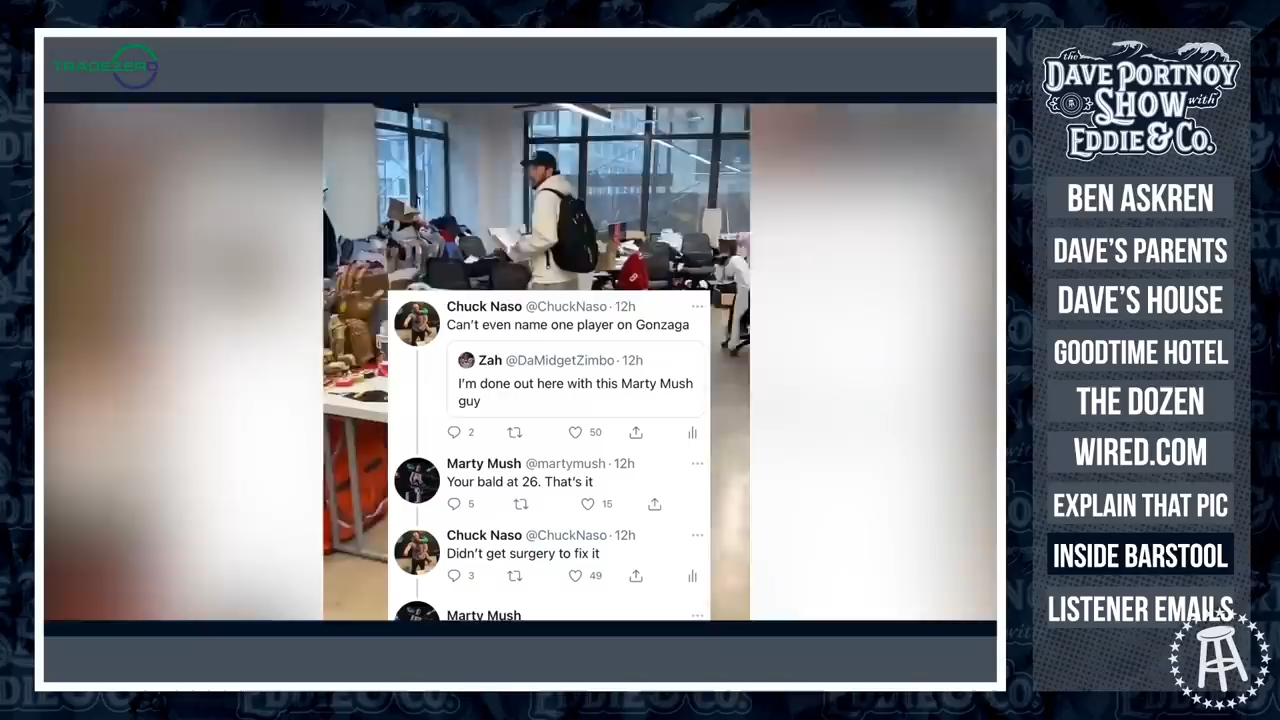 TRADEZERO
Chuck Naso @ChuckNaso · 12h
Can't even name one player on Gonzaga
Zah @DaMidgetZimbo · 12h
I'm done out here with this Marty Mush
guy
2
50
Marty Mush @martymush · 12h
Your bald at 26. That's it
5
15
Chuck Naso @ChuckNaso · 12h
Didn't get surgery to fix it
3
49
Marty Mush
the
DAVE PORTNOY
SHOW with
EDDIE & CO.
BEN ASKREN
DAVE'S PARENTS
DAVE'S HOUSE
GOODTIME HOTEL
THE DOZEN
WIRED.COM
EXPLAIN THAT PIC
INSIDE BARSTOOL
LISTENER EMAILS